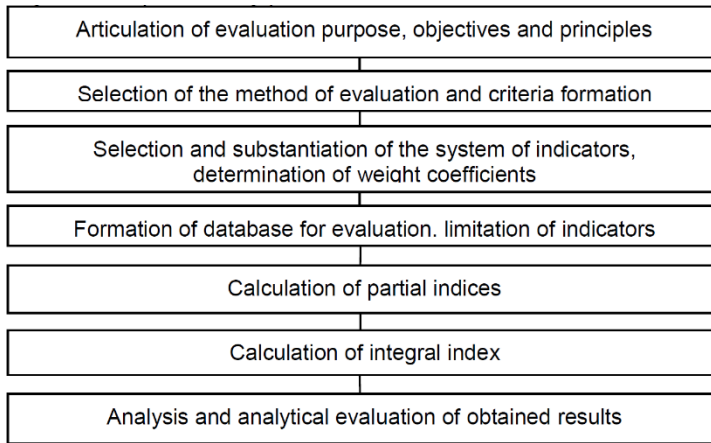 Articulation of evaluation purpose, objectives and principles
Selection of the method of evaluation and criteria formation
Selection and substantiation of the system of indicators,
determination of weight coefficients
Formation of database for evaluation. limitation of indicators
Calculation of partial indices
Calculation of integral index
Analysis and analytical evaluation of obtained results